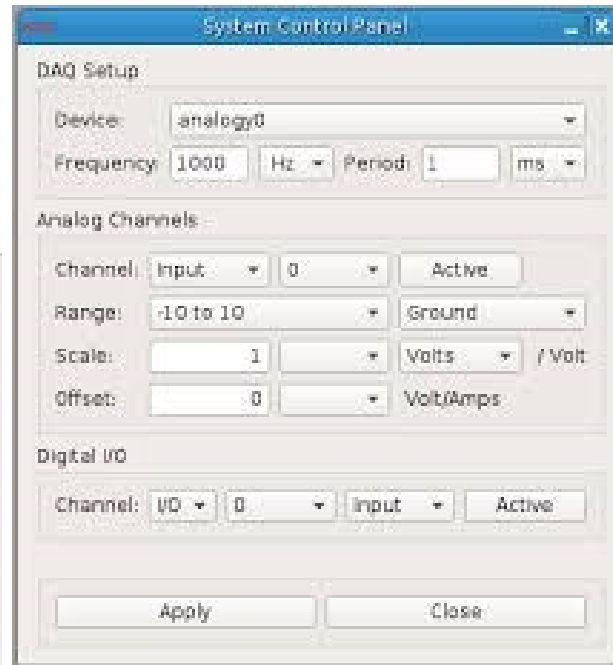 System Control Panel
DAQ Setup
Device: analogy0
Frequency: 1000 Hz Period: 1 ms
Analog Channels
Channel: Input 0 Active
Range: -10 to 10 Ground
Scale: 1 Volts / Volt
Offset: 0 Volt/Amps
Digital I/O
Channel: I/O 0 Input Active
Apply Close